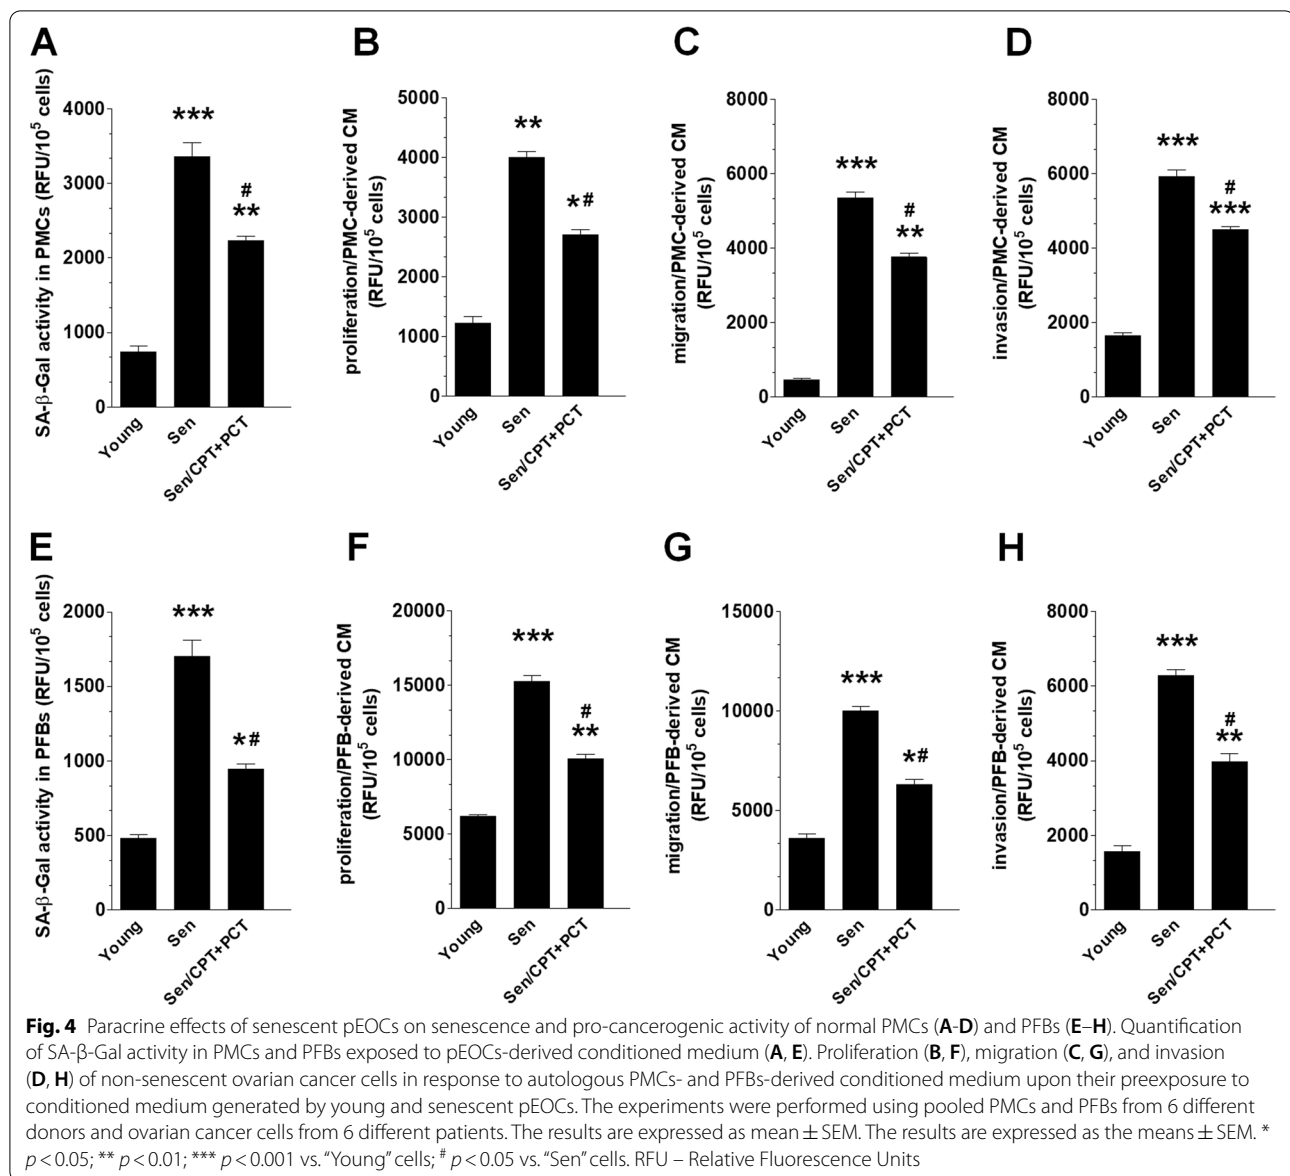 A
SA-β-Gal activity in PMCs (RFU/10⁵ cells)
4000
3000
2000
1000
0
***
#
**
Young
Sen
Sen/CPT+PCT
B
proliferation/PMC-derived CM
(RFU/10⁵ cells)
5000
4000
3000
2000
1000
0
**
*#
Young
Sen
Sen/CPT+PCT
C
migration/PMC-derived CM
(RFU/10⁵ cells)
8000
6000
4000
2000
0
***
#
**
Young
Sen
Sen/CPT+PCT
D
invasion/PMC-derived CM
(RFU/10⁵ cells)
8000
6000
4000
2000
0
***
#
***
Young
Sen
Sen/CPT+PCT
E
SA-β-Gal activity in PFBs (RFU/10⁵ cells)
2000
1500
1000
500
0
***
*#
Young
Sen
Sen/CPT+PCT
F
proliferation/PFB-derived CM
(RFU/10⁵ cells)
20000
15000
10000
5000
0
***
#
**
Young
Sen
Sen/CPT+PCT
G
migration/PFB-derived CM
(RFU/10⁵ cells)
15000
10000
5000
0
***
*#
Young
Sen
Sen/CPT+PCT
H
invasion/PFB-derived CM
(RFU/10⁵ cells)
8000
6000
4000
2000
0
***
#
**
Young
Sen
Sen/CPT+PCT
Fig. 4 Paracrine effects of senescent pEOCs on senescence and pro-cancerogenic activity of normal PMCs (A-D) and PFBs (E–H). Quantification
of SA-β-Gal activity in PMCs and PFBs exposed to pEOCs-derived conditioned medium (A, E). Proliferation (B, F), migration (C, G), and invasion
(D, H) of non-senescent ovarian cancer cells in response to autologous PMCs- and PFBs-derived conditioned medium upon their preexposure to
conditioned medium generated by young and senescent pEOCs. The experiments were performed using pooled PMCs and PFBs from 6 different
donors and ovarian cancer cells from 6 different patients. The results are expressed as mean ± SEM. The results are expressed as the means ± SEM. *
p < 0.05; ** p < 0.01; *** p < 0.001 vs. "Young" cells; # p < 0.05 vs. "Sen" cells. RFU – Relative Fluorescence Units